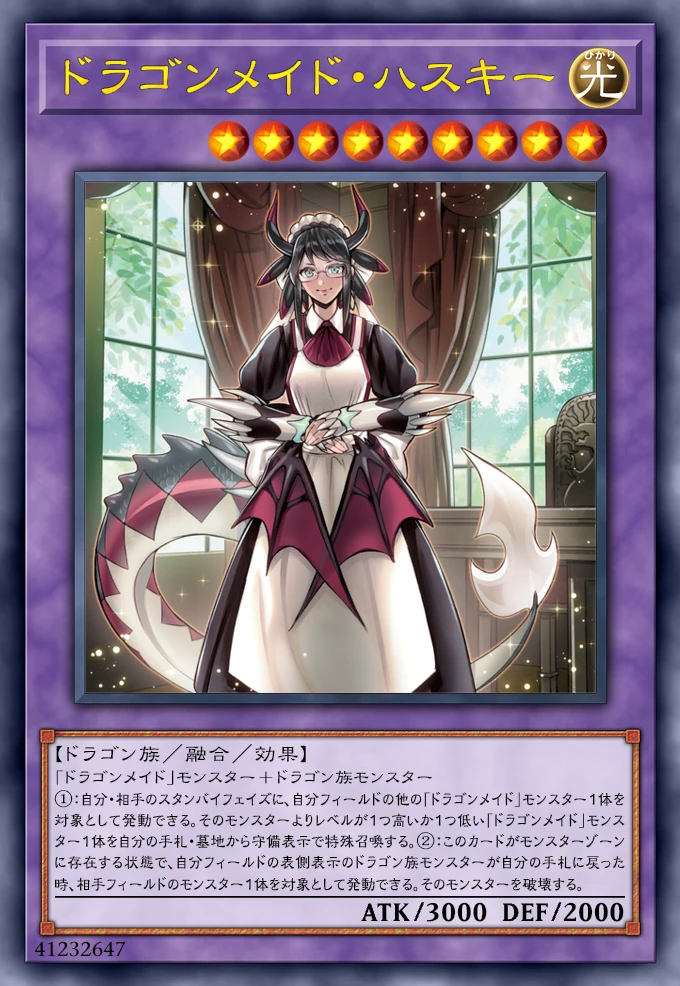 ドラゴンメイド・ハスキー
ひかり
光
【ドラゴン族／融合／効果】
「ドラゴンメイド」モンスター＋ドラゴン族モンスター
①：自分・相手のスタンバイフェイズに、自分フィールドの他の「ドラゴンメイド」モンスター1体を
対象として発動できる。そのモンスターよりレベルが1つ高いか1つ低い「ドラゴンメイド」モンス
ター1体を自分の手札・墓地から守備表示で特殊召喚する。②：このカードがモンスターゾーン
に存在する状態で、自分フィールドの表側表示のドラゴン族モンスターが自分の手札に戻った
時、相手フィールドのモンスター1体を対象として発動できる。そのモンスターを破壊する。
ATK/3000 DEF/2000
41232647